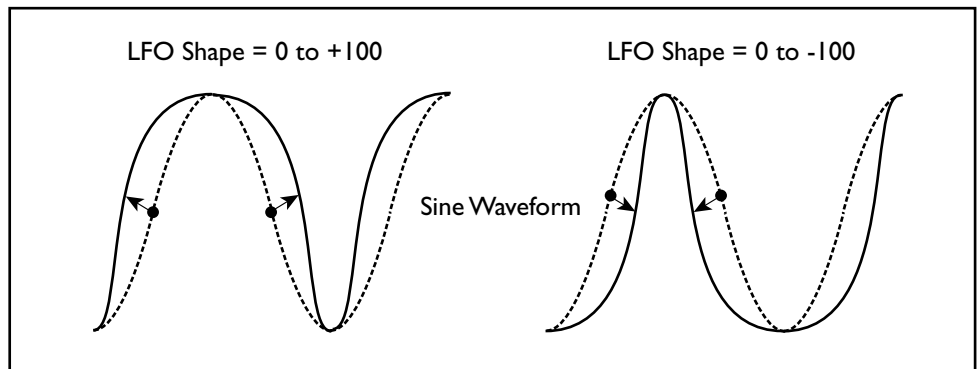 LFO Shape = 0 to +100
LFO Shape = 0 to -100
Sine Waveform